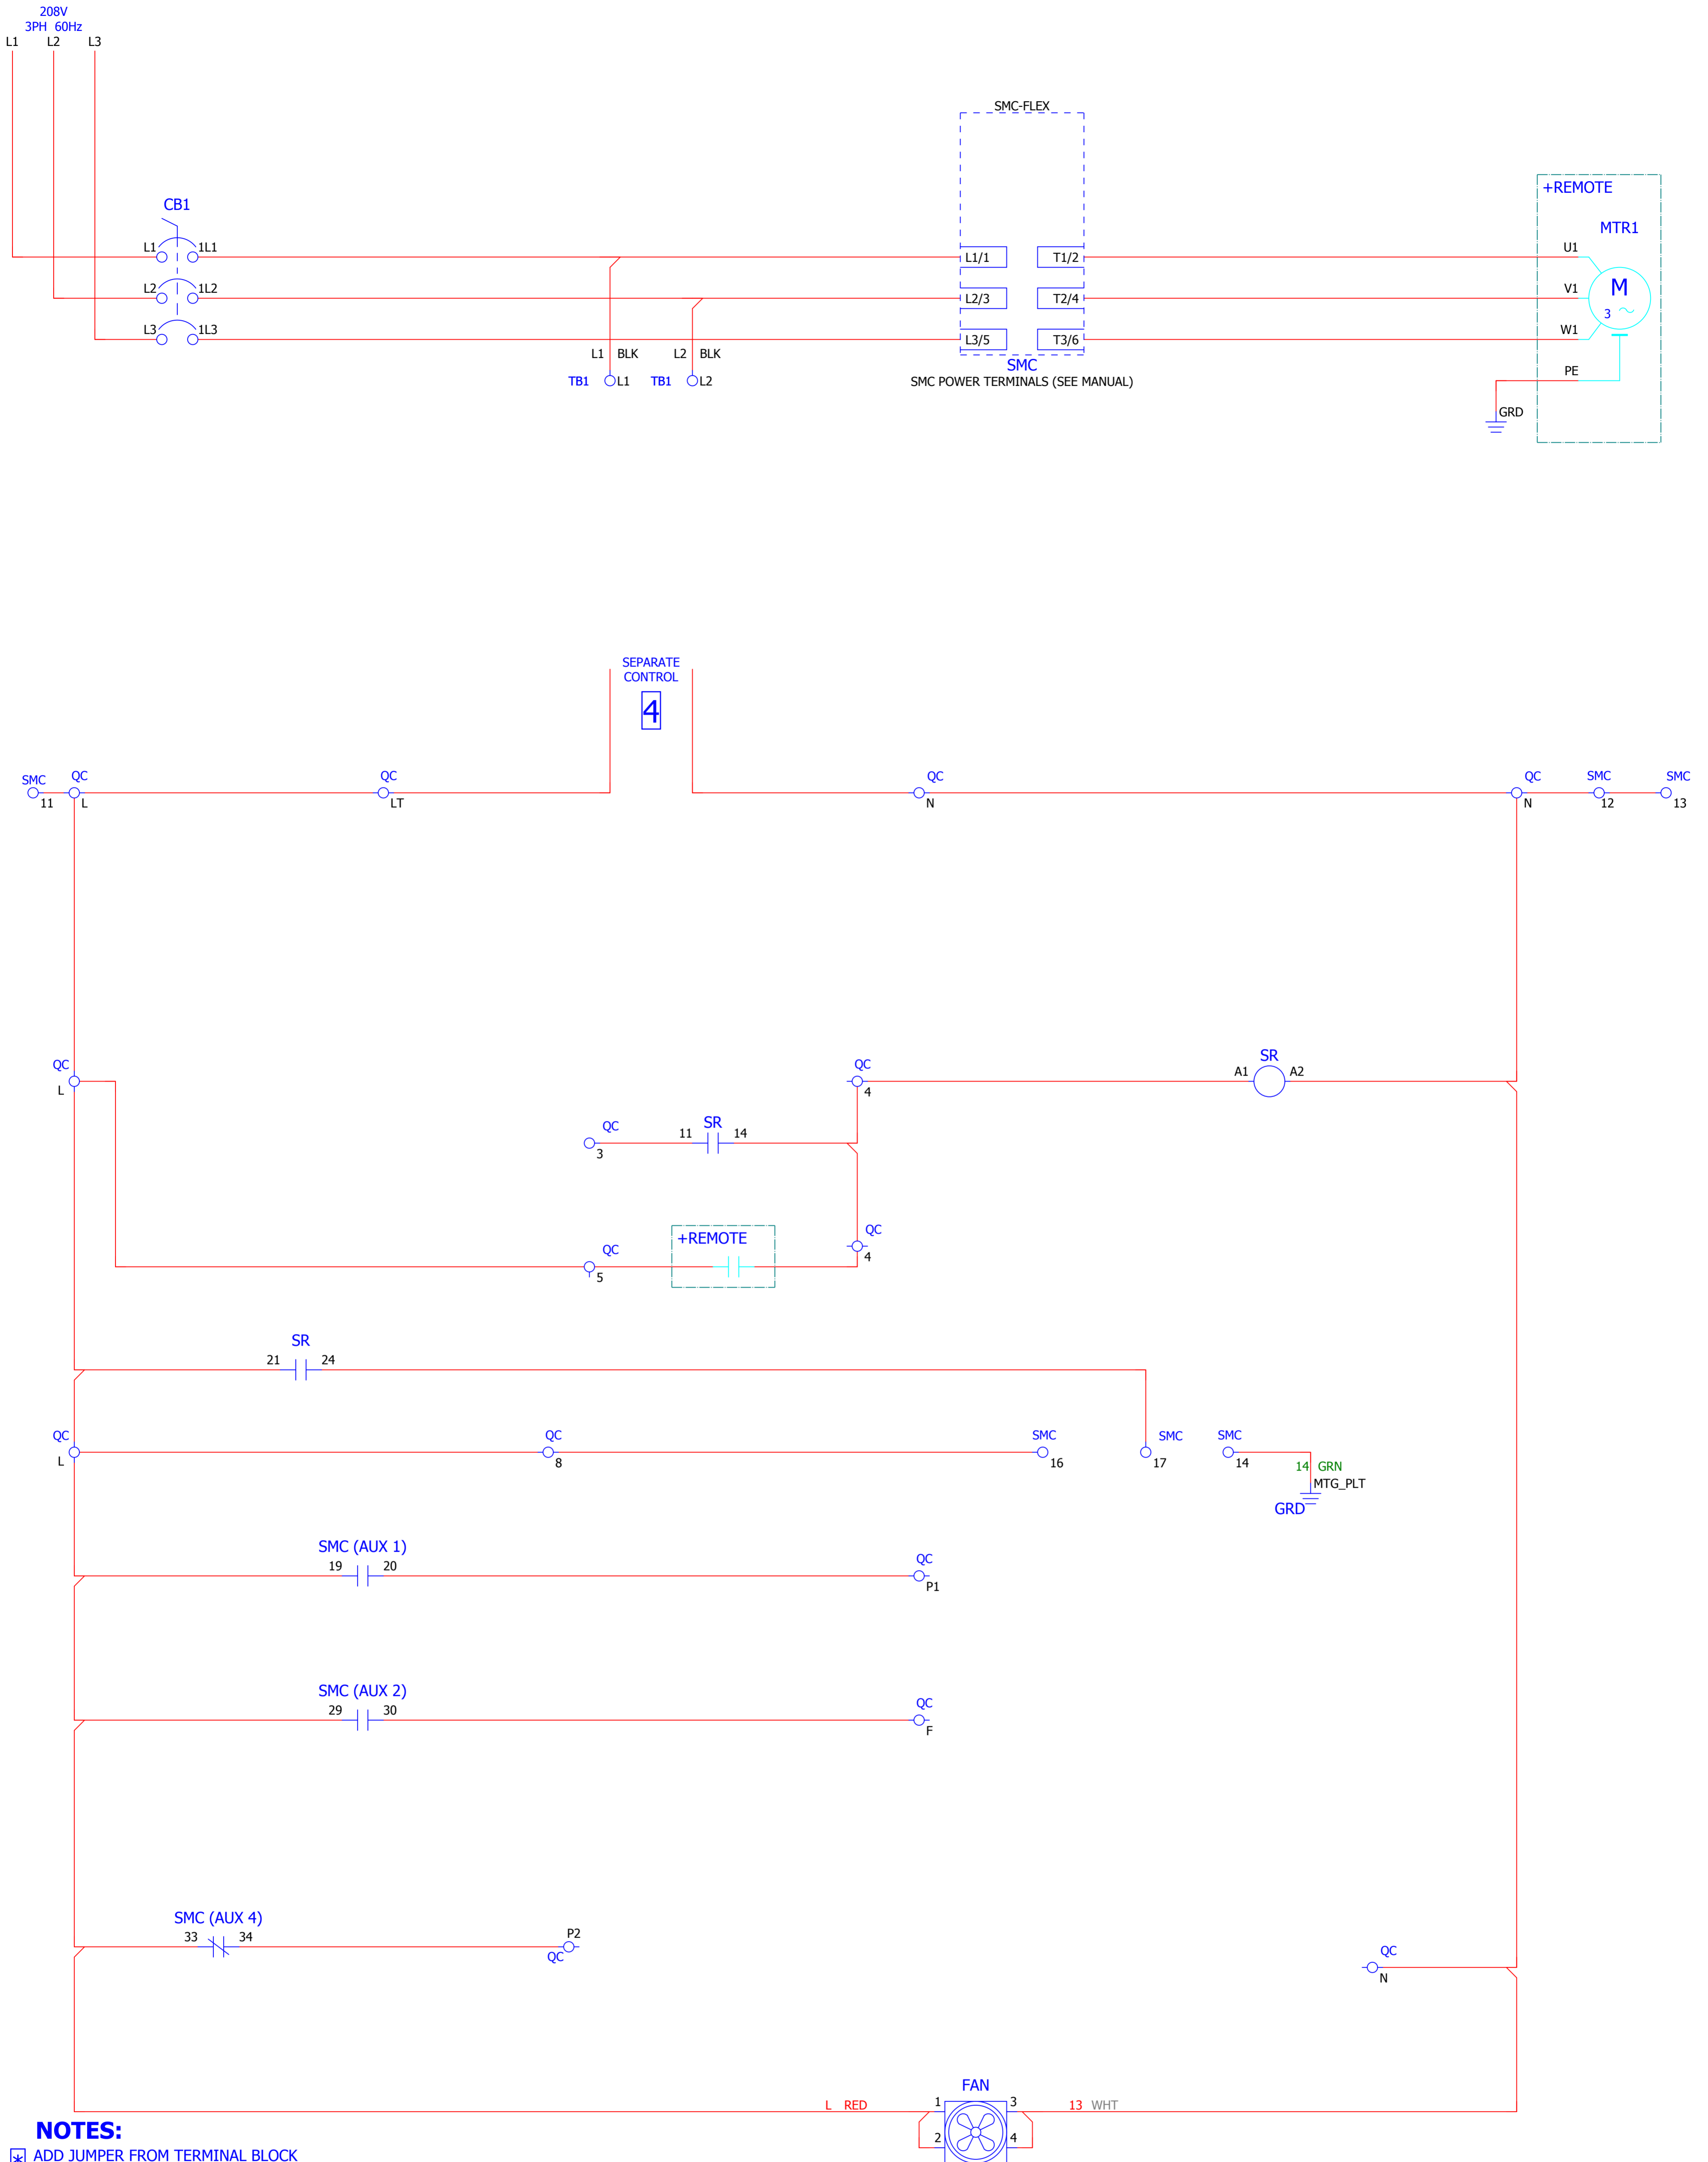 208V
3PH 60Hz
L1 L2 L3
SMC-FLEX
+REMOTE
CB1
MTR1
L1 1L1 L1/1 T1/2 U1
L2 1L2 L2/3 T2/4 V1
M
3
L3 1L3 L3/5 T3/6 W1
L1 BLK L2 BLK
SMC
TB1 L1 TB1 L2
SMC POWER TERMINALS (SEE MANUAL)
PE
GRD
SEPARATE
CONTROL
4
SMC QC QC QC QC SMC SMC
11 L LT N N 12 13
QC QC SR
L 4 A1 A2
QC SR
3 11 14
QC +REMOTE QC
5 4
SR
21 24
QC QC SMC SMC SMC
L 8 16 17 14
14 GRN
MTG_PLT
GRD
SMC (AUX 1)
19 20 QC
P1
SMC (AUX 2)
29 30 QC
F
SMC (AUX 4)
33 34 P2
QC
QC
N
FAN
L RED 1 3 13 WHT
2 4
NOTES:
* ADD JUMPER FROM TERMINAL BLOCK